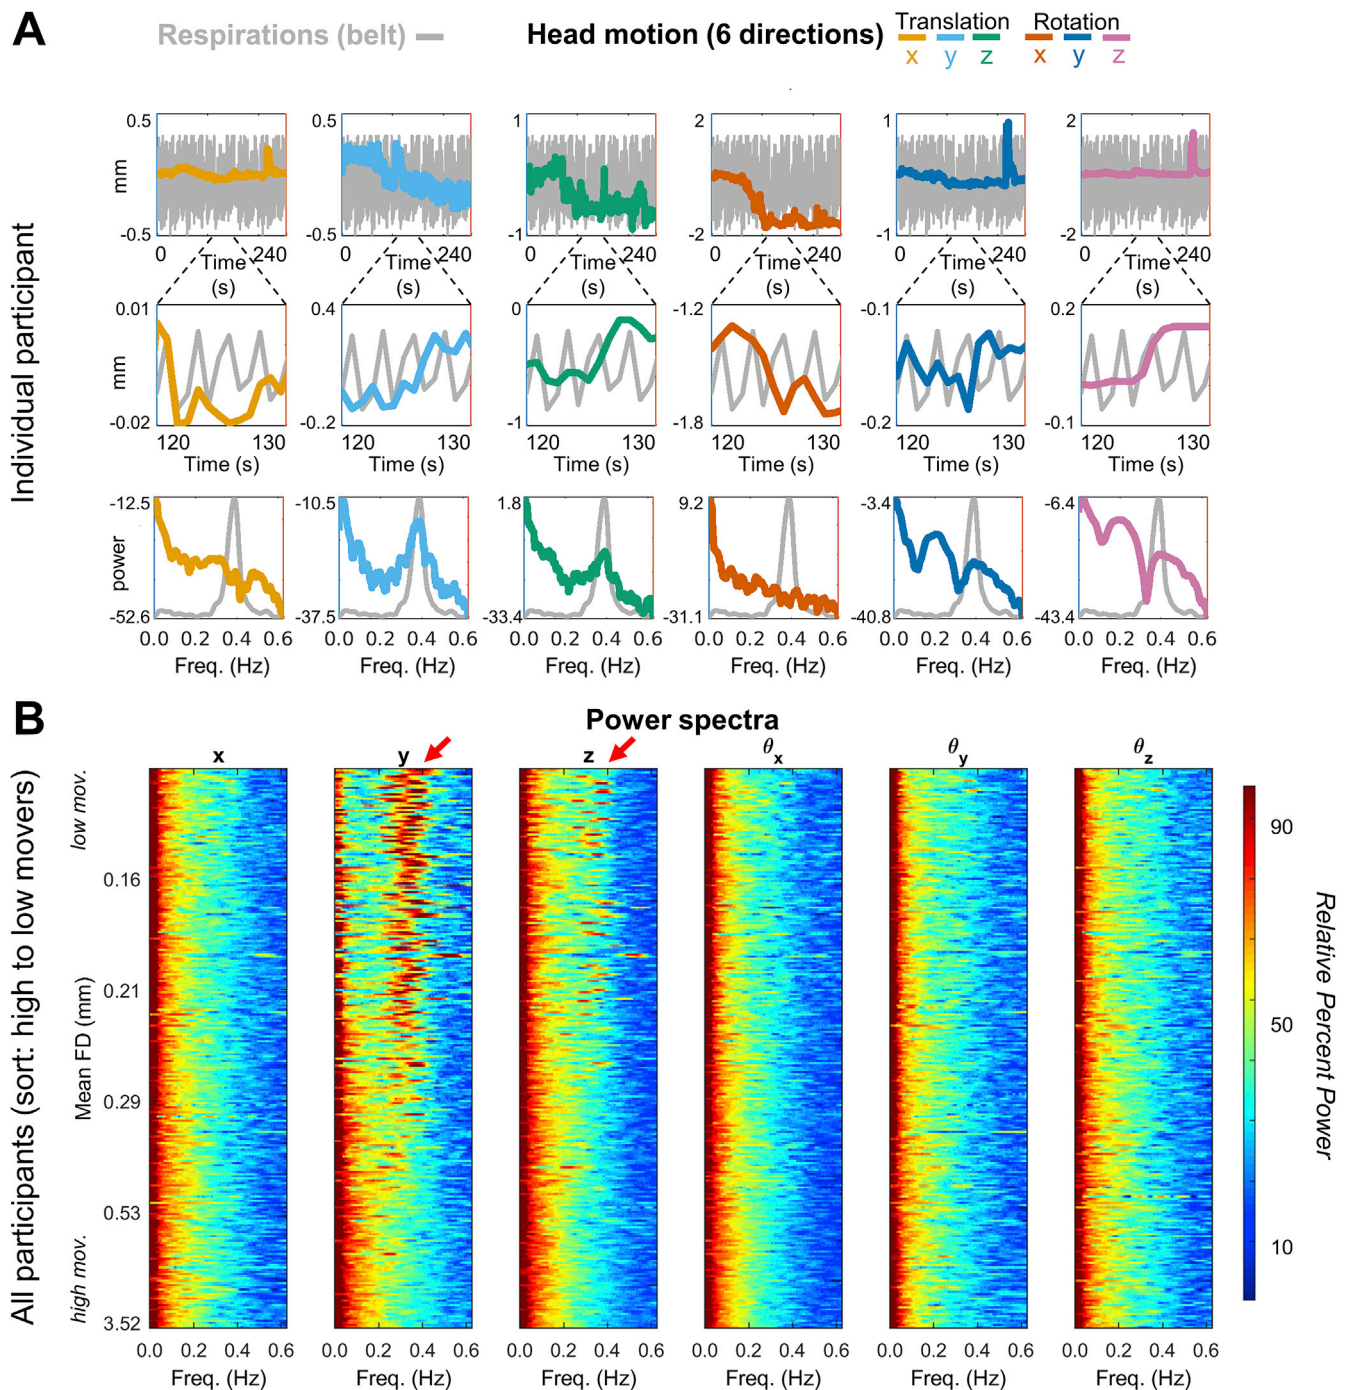 A
Respirations (belt)
Head motion (6 directions)
Translation
Rotation
x y z
x y z
Individual participant
0.5 0.5 1 2 1 2
mm
-0.5 -0.5 -1 -2 -1 -2
0 Time 240 0 Time 240 0 Time 240 0 Time 240 0 Time 240 0 Time 240
(s) (s) (s) (s) (s) (s)
0.01 0.4 0 -1.2 -0.1 0.2
mm
-0.02 -0.2 -1 -1.8 -0.2 -0.1
120 130 120 130 120 130 120 130 120 130 120 130
Time (s) Time (s) Time (s) Time (s) Time (s) Time (s)
-12.5 -10.5 1.8 9.2 -3.4 -6.4
power
-52.6 -37.5 -33.4 -31.1 -40.8 -43.4
0.0 0.2 0.4 0.6 0.0 0.2 0.4 0.6 0.0 0.2 0.4 0.6 0.0 0.2 0.4 0.6 0.0 0.2 0.4 0.6 0.0 0.2 0.4 0.6
Freq. (Hz) Freq. (Hz) Freq. (Hz) Freq. (Hz) Freq. (Hz) Freq. (Hz)
B
Power spectra
x y z θx θy θz
All participants (sort: high to low movers)
low mov.
0.16
0.21
Mean FD (mm)
0.29
0.53
high mov.
3.52
0.0 0.2 0.4 0.6 0.0 0.2 0.4 0.6 0.0 0.2 0.4 0.6 0.0 0.2 0.4 0.6 0.0 0.2 0.4 0.6 0.0 0.2 0.4 0.6
Freq. (Hz) Freq. (Hz) Freq. (Hz) Freq. (Hz) Freq. (Hz) Freq. (Hz)
90
50
10
Relative Percent Power